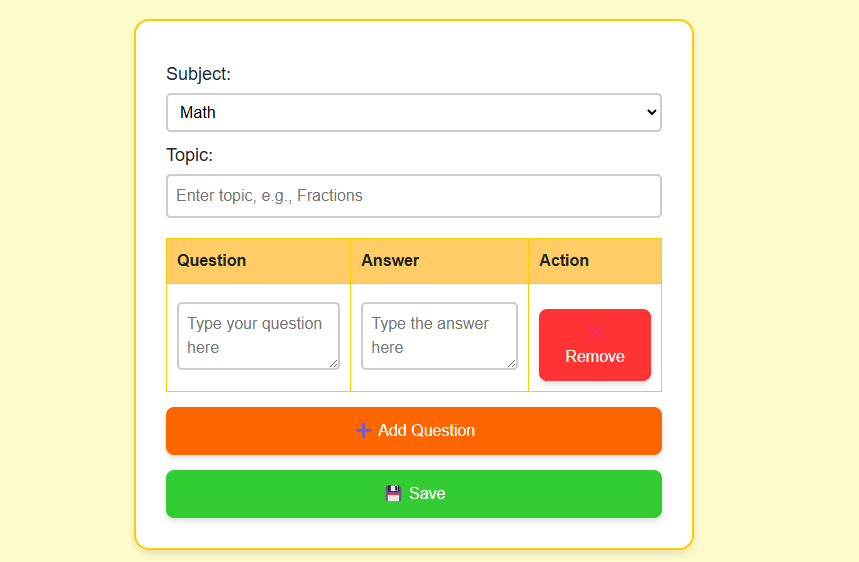 Subject:
Math
Topic:
Enter topic, e.g., Fractions
Question Answer Action
Type your question
here
Type the answer
here
❌
Remove
➕ Add Question
💾 Save